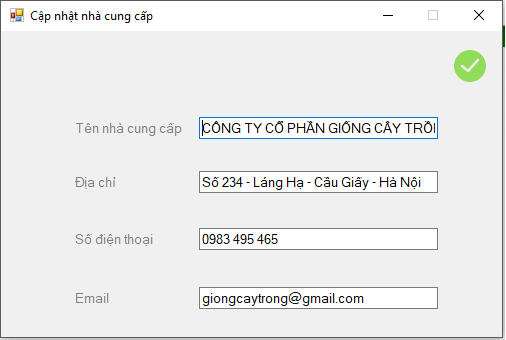 Cập nhật nhà cung cấp
Tên nhà cung cấp
CÔNG TY CỔ PHẦN GIỐNG CÂY TRỒI
Địa chỉ
Số 234 - Láng Hạ - Cầu Giấy - Hà Nội
Số điện thoại
0983 495 465
Email
giongcaytrong@gmail.com